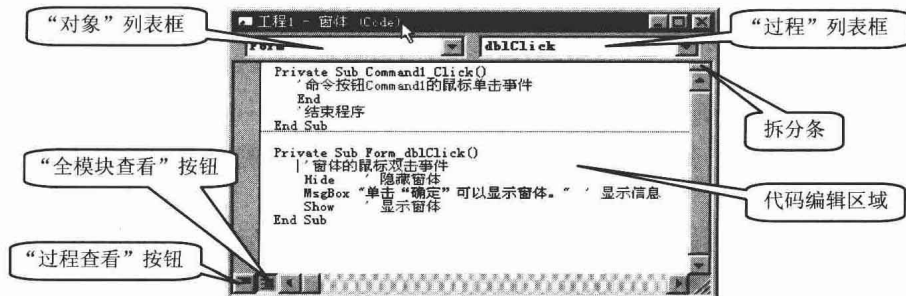 “对象”列表框
工程1 - 窗体 (Code)
“过程”列表框
Form
dblClick
Private Sub Command1_Click()
'命令按钮Command1的鼠标单击事件
End
'结束程序
End Sub
拆分条
Private Sub Form_dblClick()
'窗体的鼠标双击事件
Hide ' 隐藏窗体
MsgBox "单击“确定”可以显示窗体。" ' 显示信息
Show ' 显示窗体
End Sub
“全模块查看”按钮
代码编辑区域
“过程查看”按钮